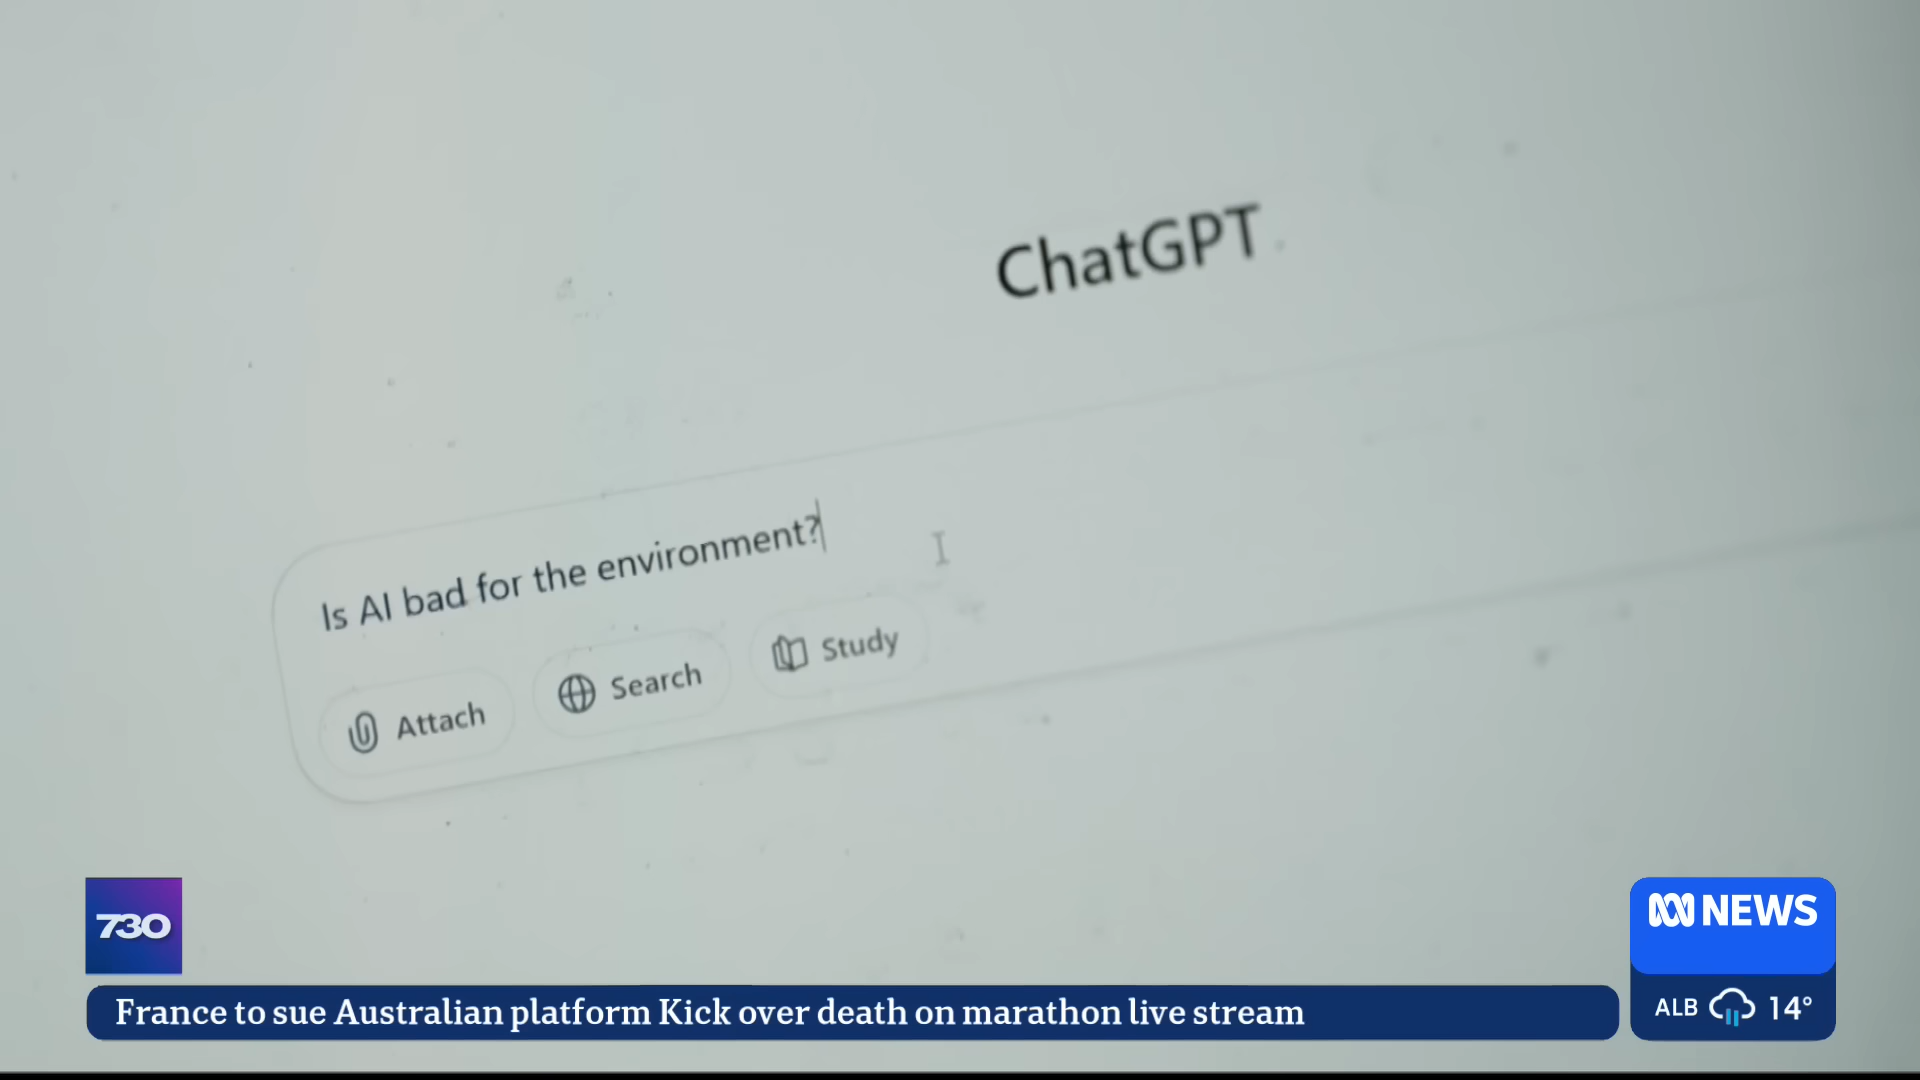 ChatGPT
Is AI bad for the environment?
Attach
Search
Study
730
NEWS
France to sue Australian platform Kick over death on marathon live stream
ALB 14°